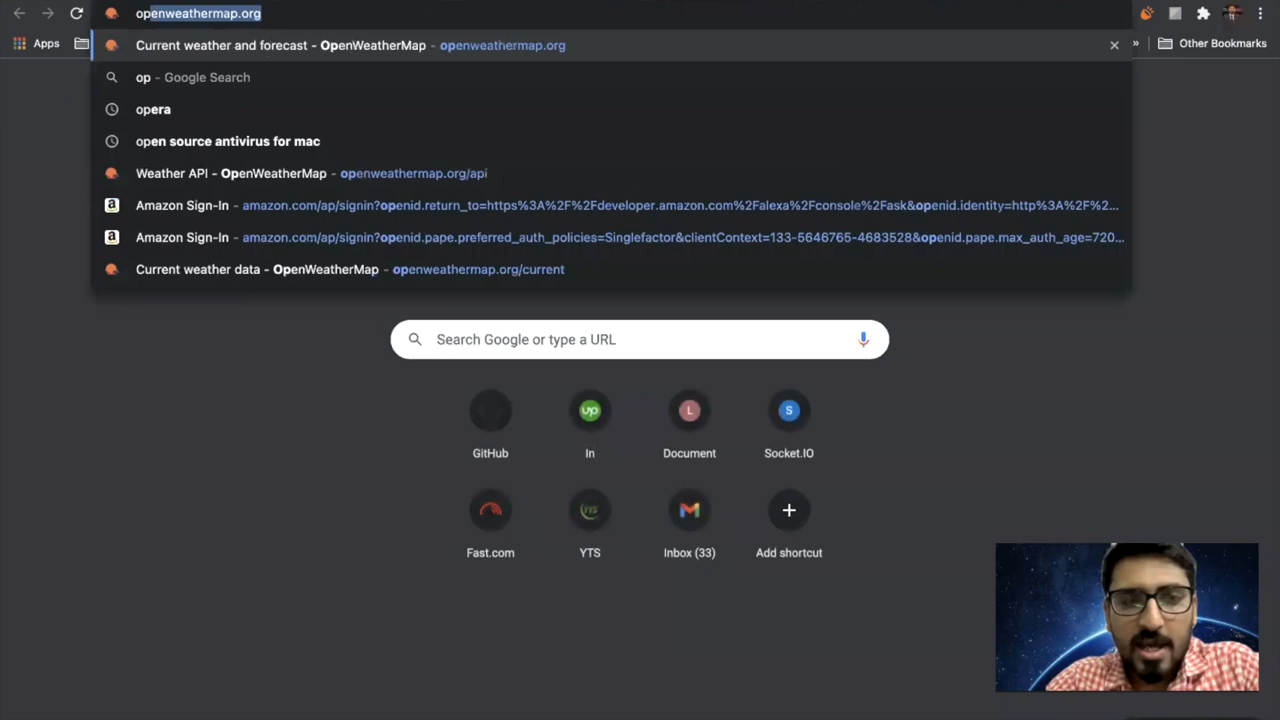 openweathermap.org
Apps
»
Other Bookmarks
Current weather and forecast - OpenWeatherMap - openweathermap.org
op - Google Search
opera
open source antivirus for mac
Weather API - OpenWeatherMap - openweathermap.org/api
Amazon Sign-In - amazon.com/ap/signin?openid.return_to=https%3A%2F%2Fdeveloper.amazon.com%2Falexa%2Fconsole%2Fask&openid.identity=http%3A%2F%2...
Amazon Sign-In - amazon.com/ap/signin?openid.pape.preferred_auth_policies=Singlefactor&clientContext=133-5646765-4683528&openid.pape.max_auth_age=720...
Current weather data - OpenWeatherMap - openweathermap.org/current
Search Google or type a URL
up
L
S
GitHub
In
Document
Socket.IO
YTS
Fast.com
YTS
Inbox (33)
Add shortcut